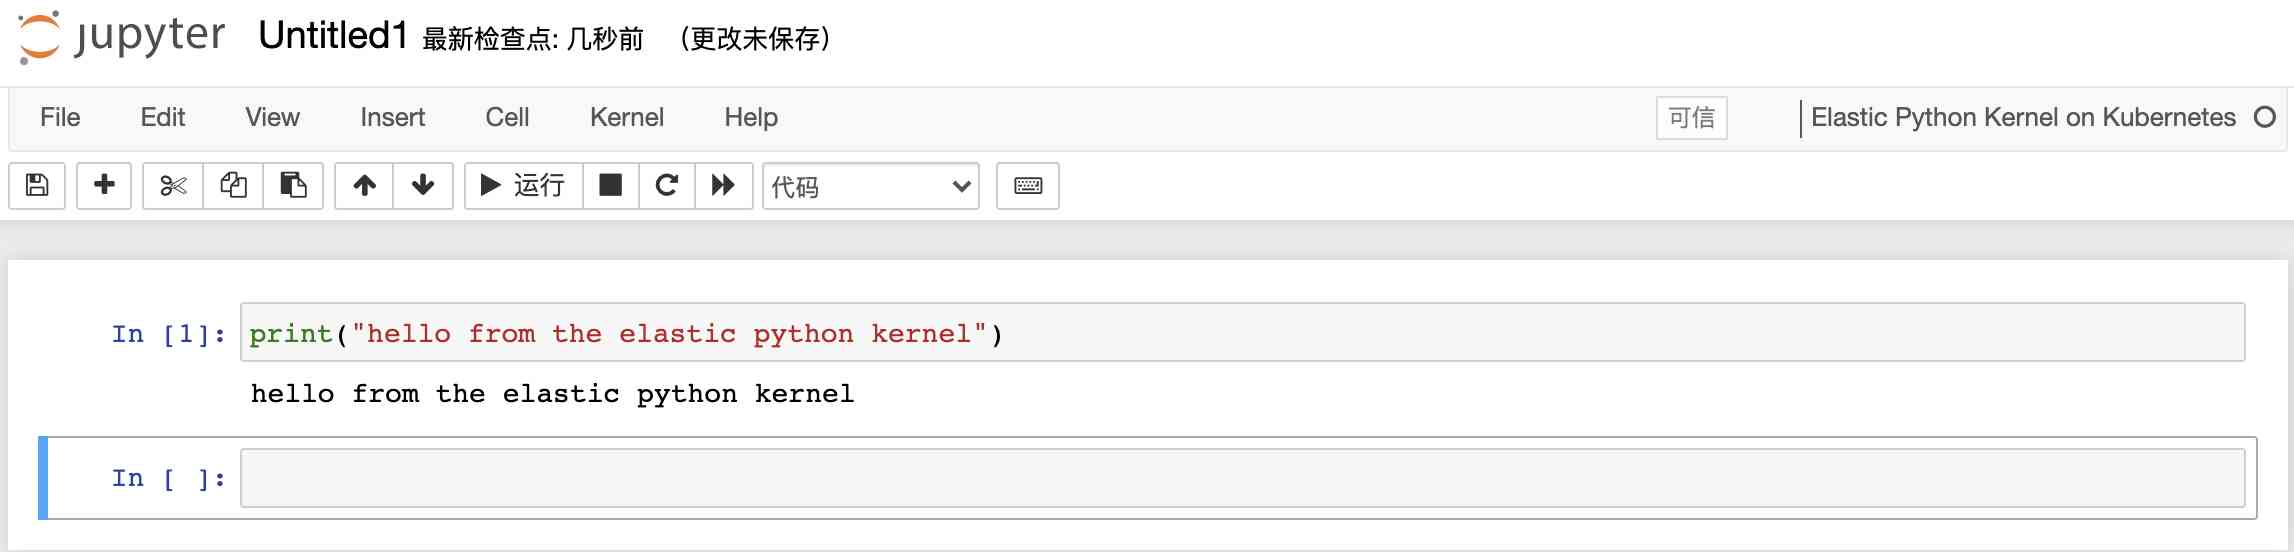 jupyter Untitled1 最新检查点: 几秒前 （更改未保存）
File Edit View Insert Cell Kernel Help 可信 Elastic Python Kernel on Kubernetes
运行 代码
In [1]: print("hello from the elastic python kernel")
hello from the elastic python kernel
In [ ]: